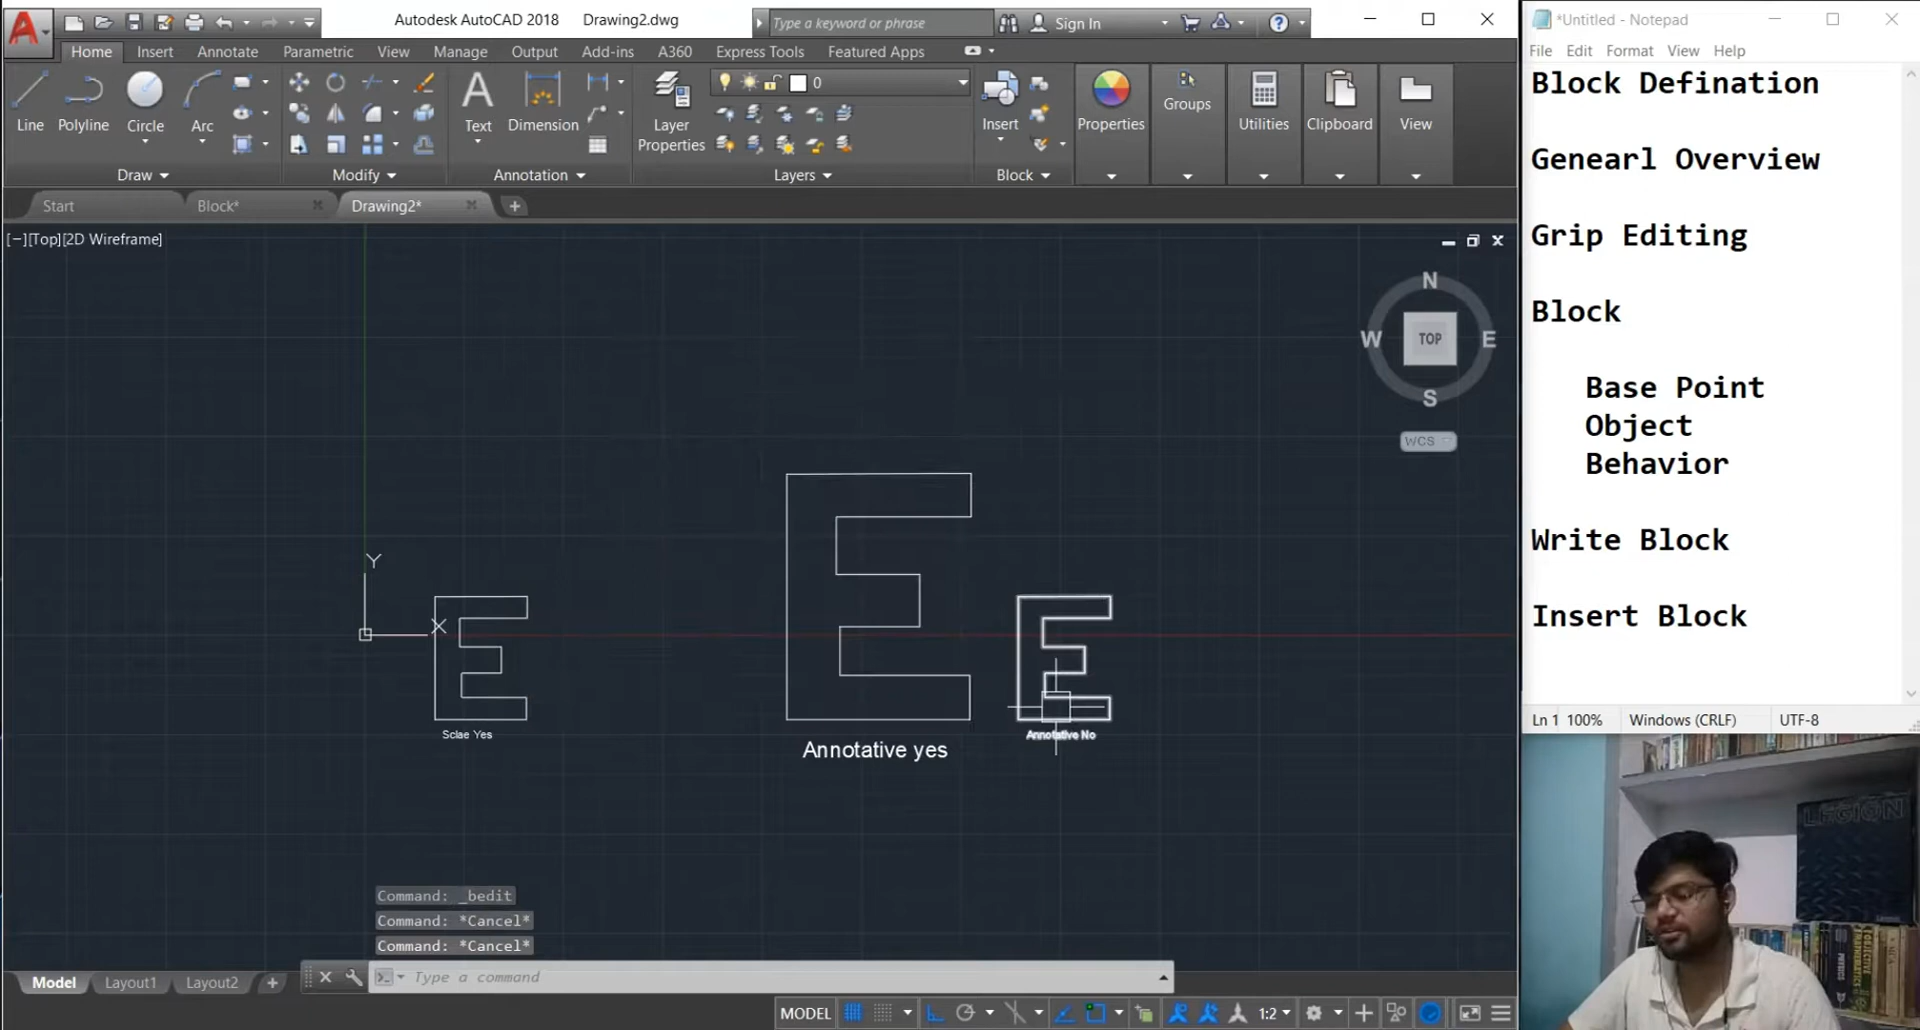 Autodesk AutoCAD 2018 Drawing2.dwg
Type a keyword or phrase
Sign In
Home Insert Annotate Parametric View Manage Output Add-ins A360 Express Tools Featured Apps
Line
Polyline
Circle
Arc
Text
Dimension
Layer
Properties
0
Insert
Properties
Groups
Utilities
Clipboard
View
Draw
Modify
Annotation
Layers
Block
Start
Block*
Drawing2*
[−][Top][2D Wireframe]
N
W TOP E
S
WCS
Y
X
Sclae Yes
Annotative yes
Annotative No
Command: _bedit
Command: *Cancel*
Command: *Cancel*
Type a command
Model Layout1 Layout2
MODEL
1:2
*Untitled - Notepad
File Edit Format View Help
Block Defination
Genearl Overview
Grip Editing
Block
Base Point
Object
Behavior
Write Block
Insert Block
Ln 1 100% Windows (CRLF) UTF-8
LEGION